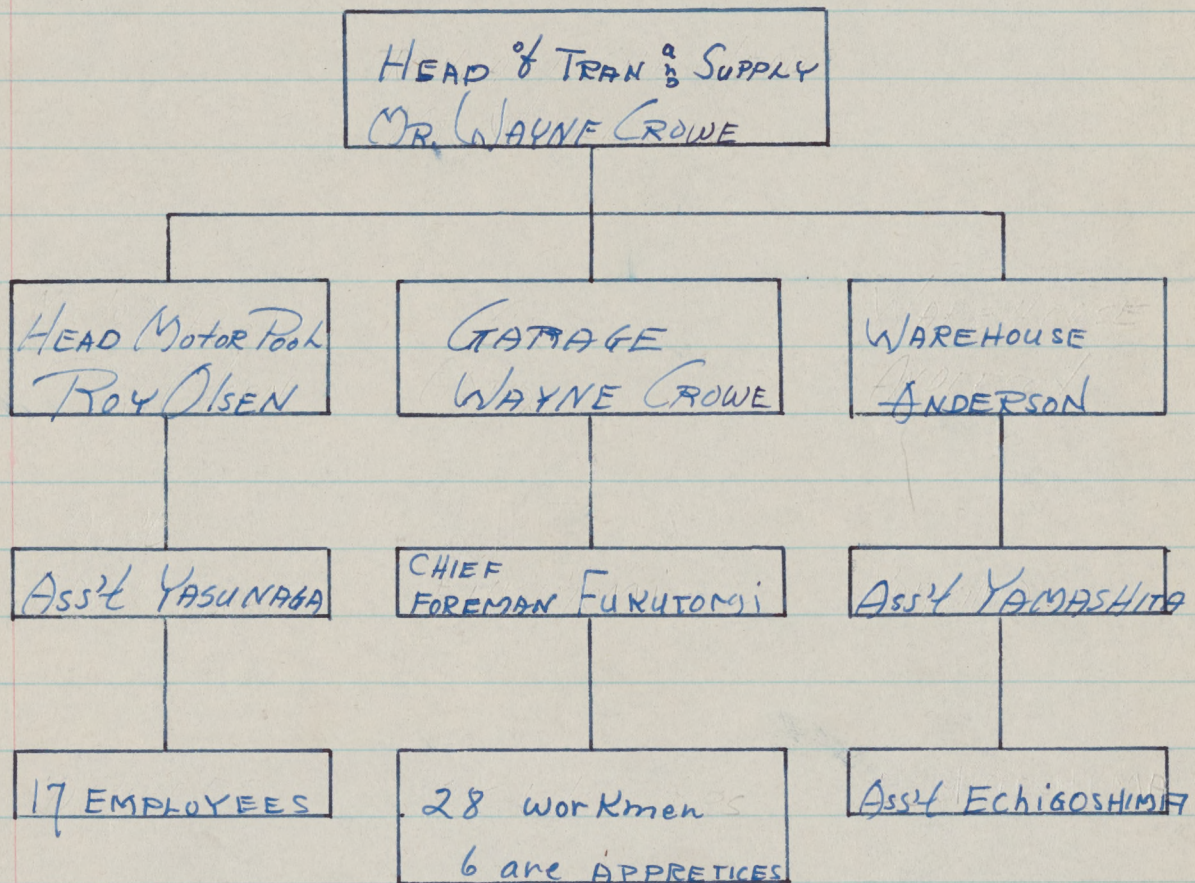 HEAD of TRAN and SUPPLY
MR. WAYNE CROWE
HEAD MOTOR POOL
ROY OLSEN
GARAGE
WAYNE CROWE
WAREHOUSE
ANDERSON
ASS't YASUNAGA
CHIEF
FOREMAN FUKUTOMI
ASS't YAMASHITA
17 EMPLOYEES
28 workmen
6 are APPRETICES
ASS't EchiGOSHIMA